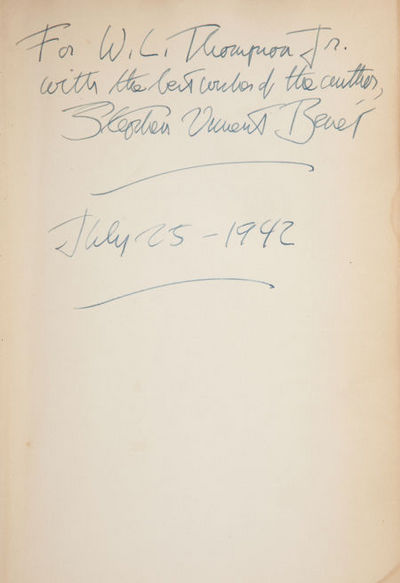 For W. L. Thompson Jr.
with the best wishes of the author,
Stephen Vincent Benét
July 25 - 1942